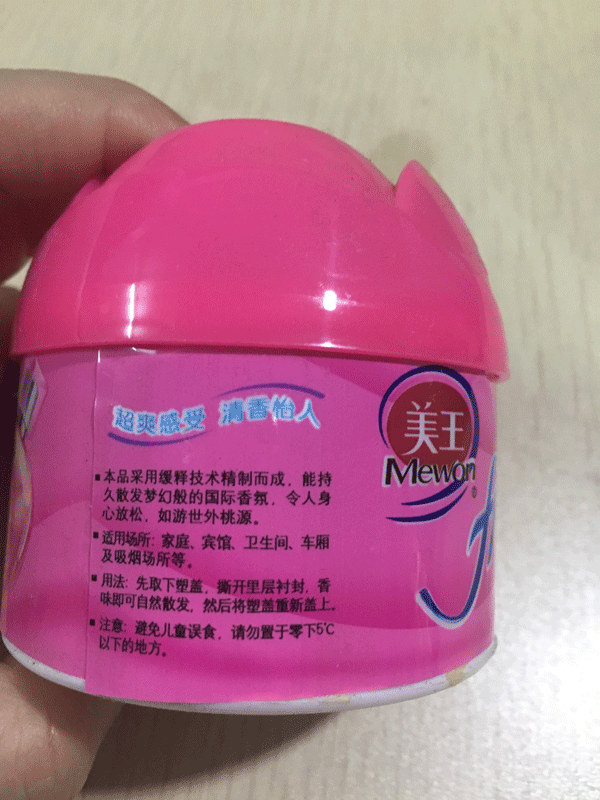 超爽感受 清香怡人
美王
Mewan
®
▪本品采用缓释技术精制而成，能持
久散发梦幻般的国际香氛，令人身
心放松，如游世外桃源。
▪适用场所：家庭、宾馆、卫生间、车厢
及吸烟场所等。
▪用法：先取下塑盖，撕开里层衬封，香
味即可自然散发，然后将塑盖重新盖上。
▪注意：避免儿童误食，请勿置于零下5℃
以下的地方。